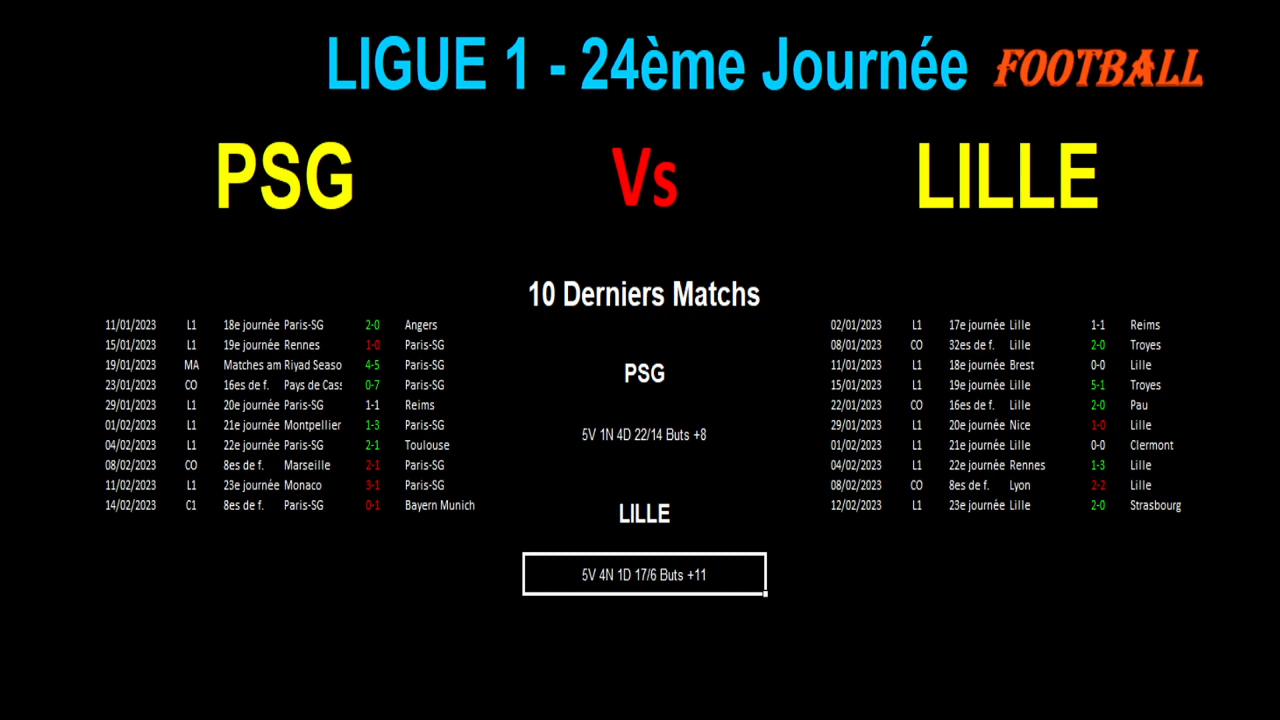 LIGUE 1 - 24ème Journée FOOTBALL
PSG Vs LILLE
10 Derniers Matchs
11/01/2023 L1 18e journée Paris-SG 2-0 Angers
15/01/2023 L1 19e journée Rennes 1-0 Paris-SG
19/01/2023 MA Matches am Riyad Seaso 4-5 Paris-SG
23/01/2023 CO 16es de f. Pays de Cass 0-7 Paris-SG
29/01/2023 L1 20e journée Paris-SG 1-1 Reims
01/02/2023 L1 21e journée Montpellier 1-3 Paris-SG
04/02/2023 L1 22e journée Paris-SG 2-1 Toulouse
08/02/2023 CO 8es de f. Marseille 2-1 Paris-SG
11/02/2023 L1 23e journée Monaco 3-1 Paris-SG
14/02/2023 C1 8es de f. Paris-SG 0-1 Bayern Munich
PSG
5V 1N 4D 22/14 Buts +8
LILLE
5V 4N 1D 17/6 Buts +11
02/01/2023 L1 17e journée Lille 1-1 Reims
08/01/2023 CO 32es de f. Lille 2-0 Troyes
11/01/2023 L1 18e journée Brest 0-0 Lille
15/01/2023 L1 19e journée Lille 5-1 Troyes
22/01/2023 CO 16es de f. Lille 2-0 Pau
29/01/2023 L1 20e journée Nice 1-0 Lille
01/02/2023 L1 21e journée Lille 0-0 Clermont
04/02/2023 L1 22e journée Rennes 1-3 Lille
08/02/2023 CO 8es de f. Lyon 2-2 Lille
12/02/2023 L1 23e journée Lille 2-0 Strasbourg